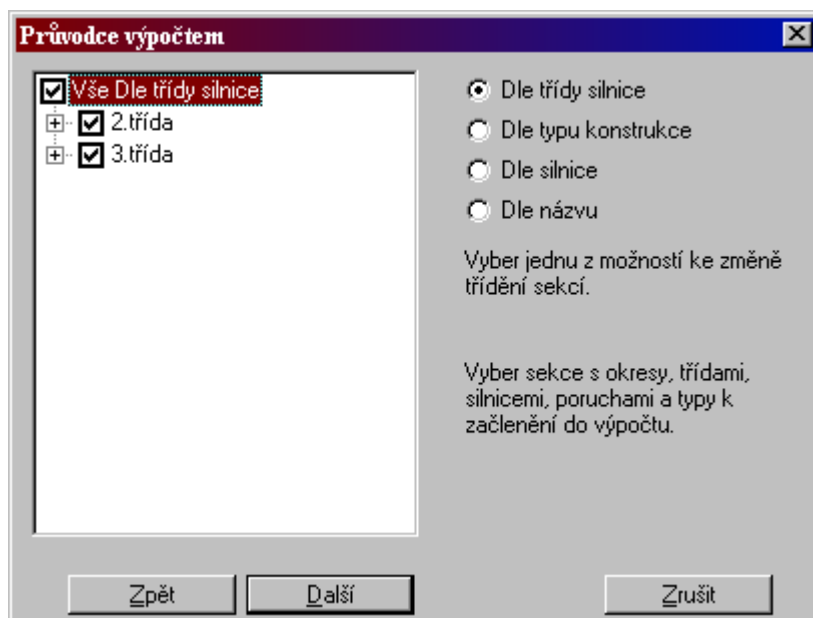 Průvodce výpočtem
Vše Dle třídy silnice
2.třída
3.třída
Dle třídy silnice
Dle typu konstrukce
Dle silnice
Dle názvu
Vyber jednu z možností ke změně
třídění sekcí.
Vyber sekce s okresy, třídami,
silnicemi, poruchami a typy k
začlenění do výpočtu.
Zpět
Další
Zrušit